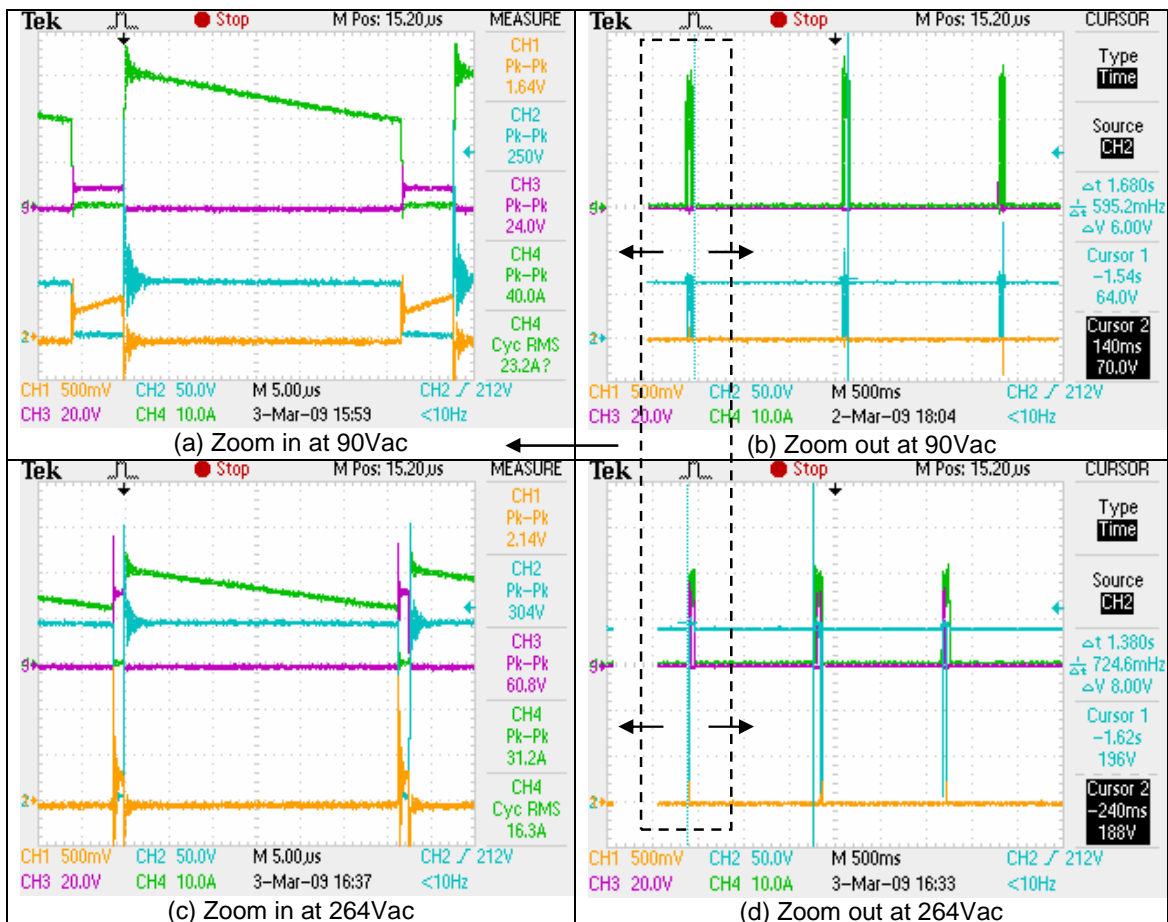 Tek Stop M Pos: 15.20µs MEASURE
CH1
Pk-Pk
1.64V
CH2
Pk-Pk
250V
CH3
Pk-Pk
24.0V
CH4
Pk-Pk
40.0A
CH4
Cyc RMS
23.2A?
CH1 500mV CH2 50.0V M 5.00µs CH2 ∫ 212V
CH3 20.0V CH4 10.0A 3-Mar-09 15:59 <10Hz
(a) Zoom in at 90Vac
Tek Stop M Pos: 15.20µs CURSOR
Type
Time
Source
CH2
Δt 1.680s
1/Δt 595.2mHz
ΔV 6.00V
Cursor 1
-1.54s
64.0V
Cursor 2
140ms
70.0V
CH1 500mV CH2 50.0V M 500ms CH2 ∫ 212V
CH3 20.0V CH4 10.0A 2-Mar-09 18:04 <10Hz
(b) Zoom out at 90Vac
Tek Stop M Pos: 15.20µs MEASURE
CH1
Pk-Pk
2.14V
CH2
Pk-Pk
304V
CH3
Pk-Pk
60.8V
CH4
Pk-Pk
31.2A
CH4
Cyc RMS
16.3A
CH1 500mV CH2 50.0V M 5.00µs CH2 ∫ 212V
CH3 20.0V CH4 10.0A 3-Mar-09 16:37 <10Hz
(c) Zoom in at 264Vac
Tek Stop M Pos: 15.20µs CURSOR
Type
Time
Source
CH2
Δt 1.380s
1/Δt 724.6mHz
ΔV 8.00V
Cursor 1
-1.62s
196V
Cursor 2
-240ms
188V
CH1 500mV CH2 50.0V M 500ms CH2 ∫ 212V
CH3 20.0V CH4 10.0A 3-Mar-09 16:33 <10Hz
(d) Zoom out at 264Vac